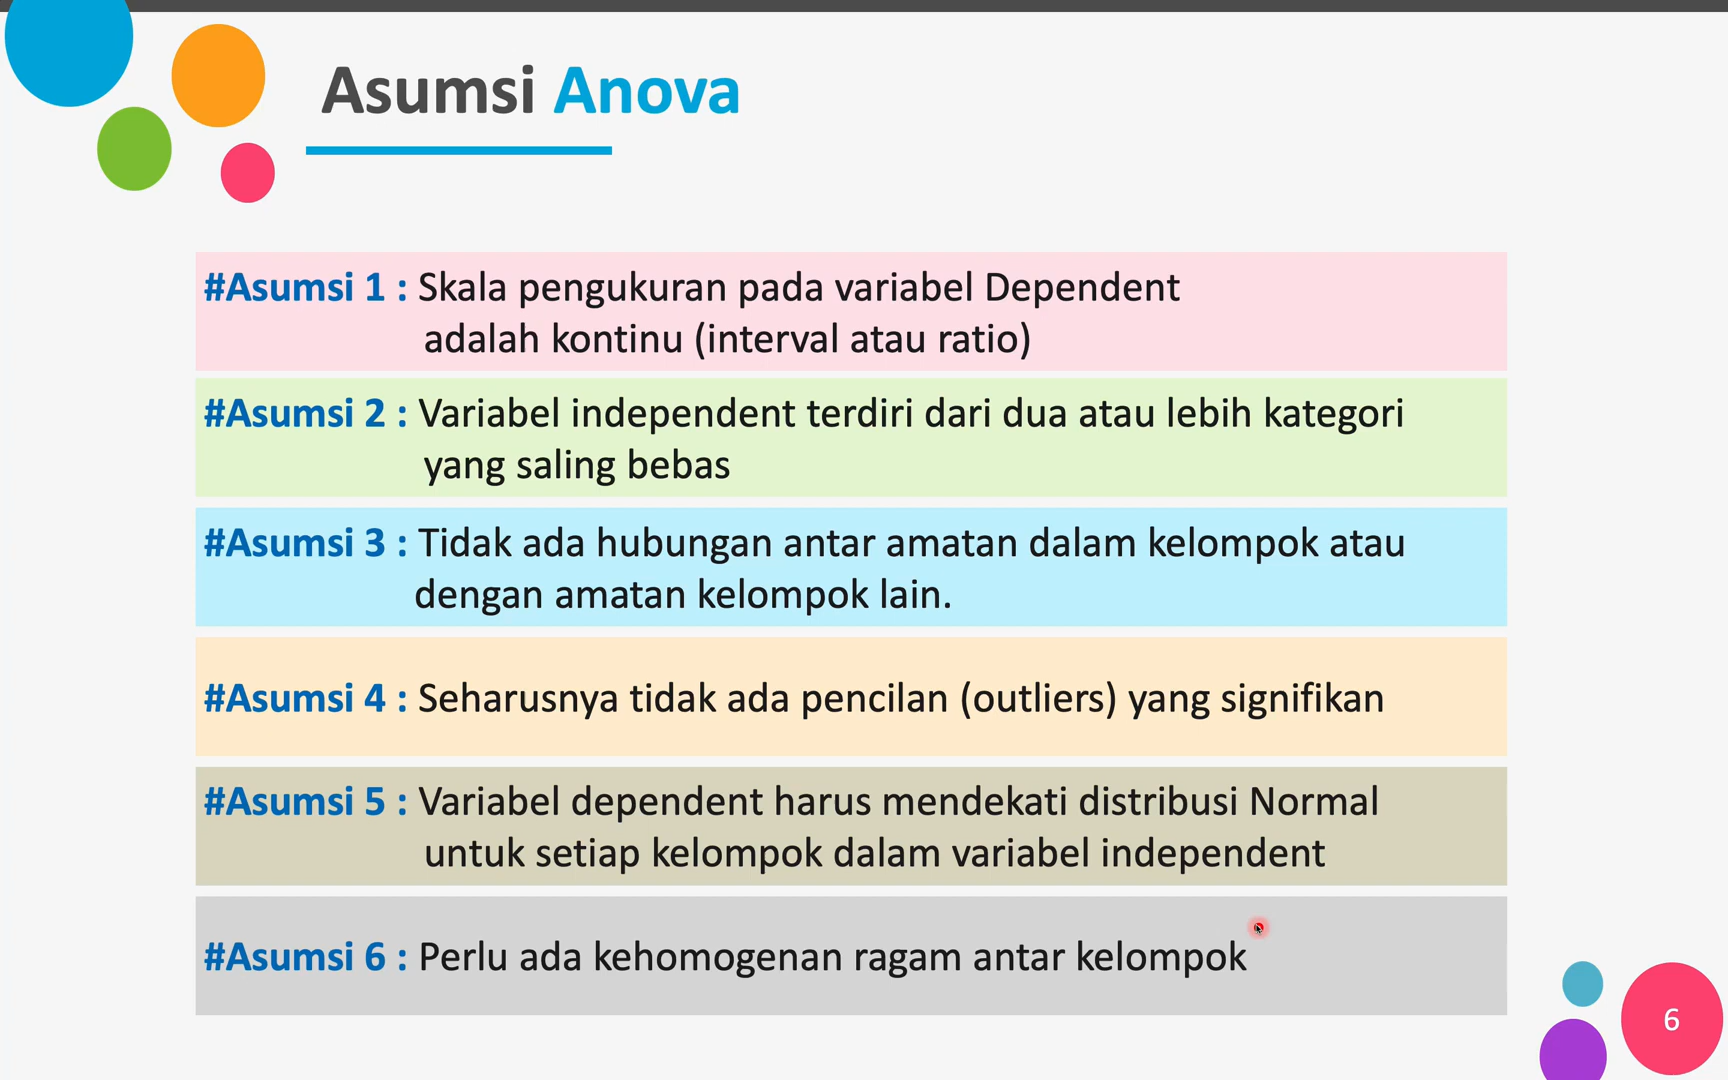 Asumsi Anova
#Asumsi 1 : Skala pengukuran pada variabel Dependent
adalah kontinu (interval atau ratio)
#Asumsi 2 : Variabel independent terdiri dari dua atau lebih kategori
yang saling bebas
#Asumsi 3 : Tidak ada hubungan antar amatan dalam kelompok atau
dengan amatan kelompok lain.
#Asumsi 4 : Seharusnya tidak ada pencilan (outliers) yang signifikan
#Asumsi 5 : Variabel dependent harus mendekati distribusi Normal
untuk setiap kelompok dalam variabel independent
#Asumsi 6 : Perlu ada kehomogenan ragam antar kelompok
6